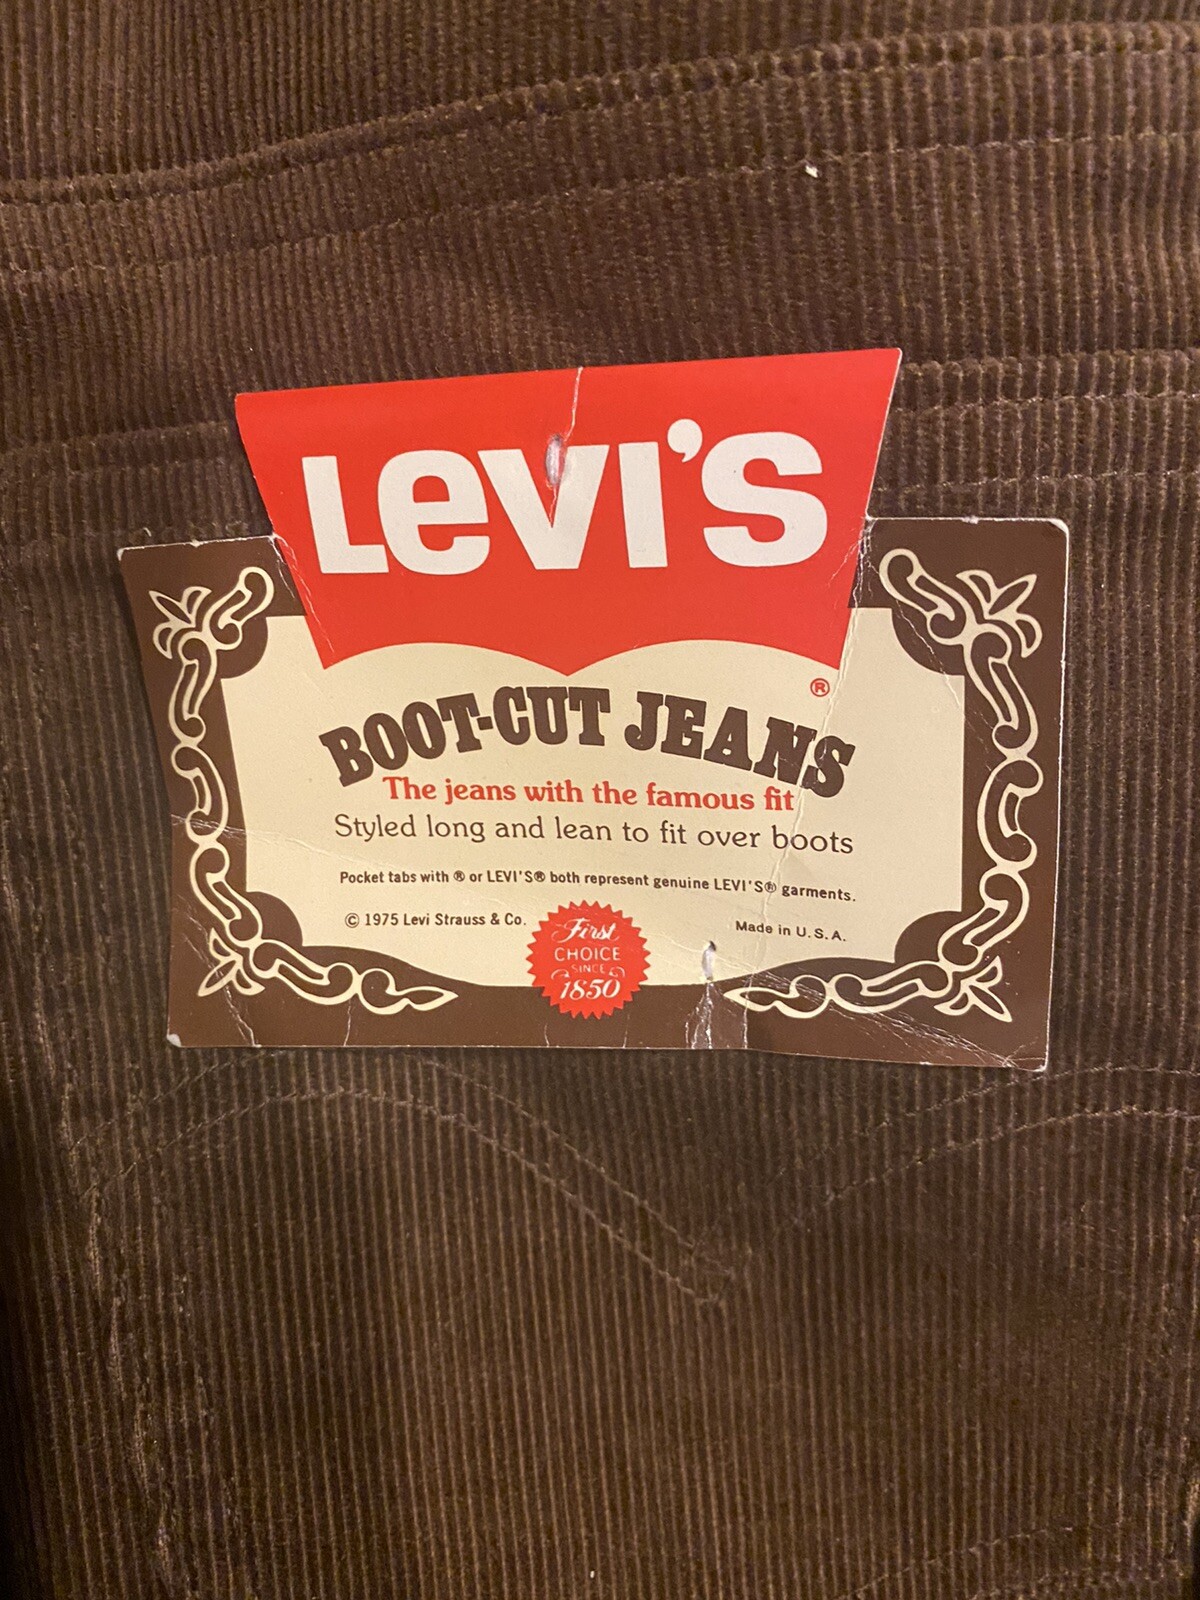 LEVI'S
®
BOOT-CUT JEANS
The jeans with the famous fit
Styled long and lean to fit over boots
Pocket tabs with ® or LEVI'S® both represent genuine LEVI'S® garments.
© 1975 Levi Strauss & Co.
First
CHOICE
SINCE
1850
Made in U.S.A.